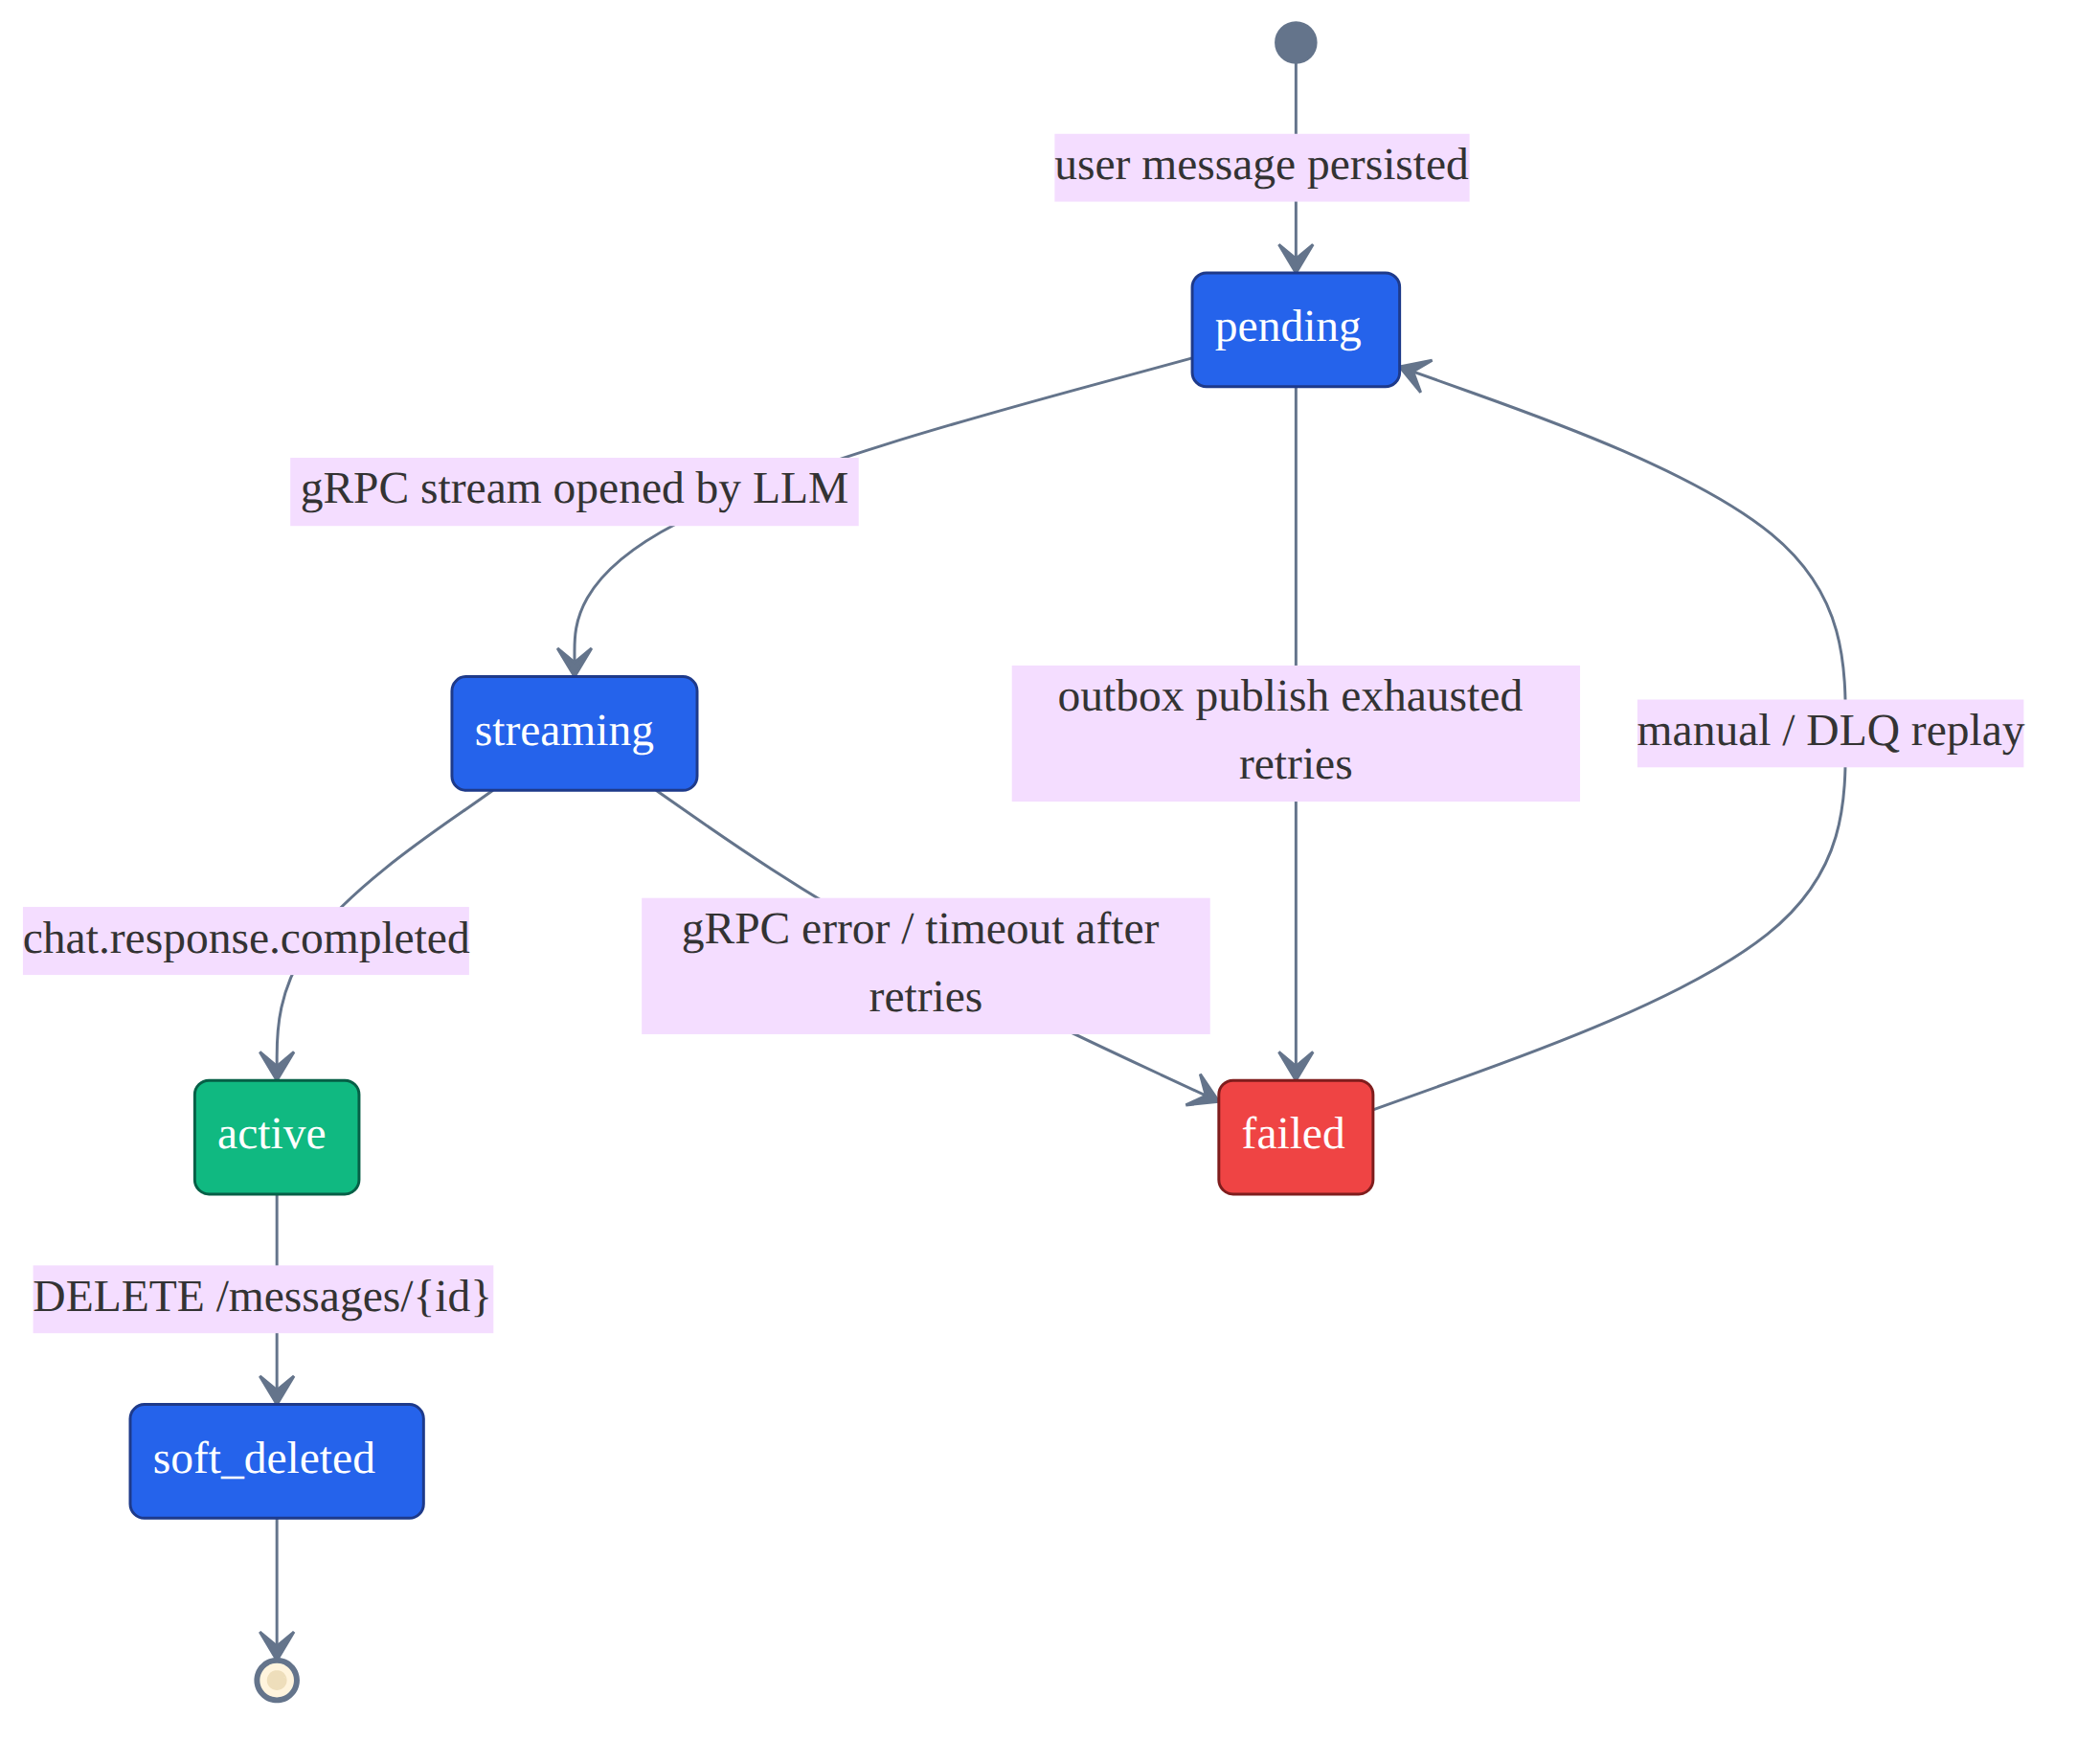 user message persisted
pending
gRPC stream opened by LLM
streaming
outbox publish exhausted
retries
manual / DLQ replay
chat.response.completed
gRPC error / timeout after
retries
active
failed
DELETE /messages/{id}
soft_deleted